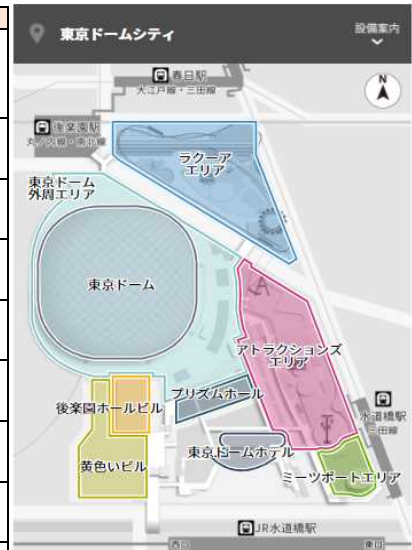 東京ドームシティ
設備案内
春日駅
大江戸線・三田線
N
後楽園駅
丸ノ内線・南北線
ラクーア
エリア
東京ドーム
外周エリア
東京ドーム
アトラクションズ
エリア
プリズムホール
後楽園ホールビル
水道橋駅
三田線
東京ドームホテル
黄色いビル
ミーツポートエリア
JR水道橋駅
西口
東口